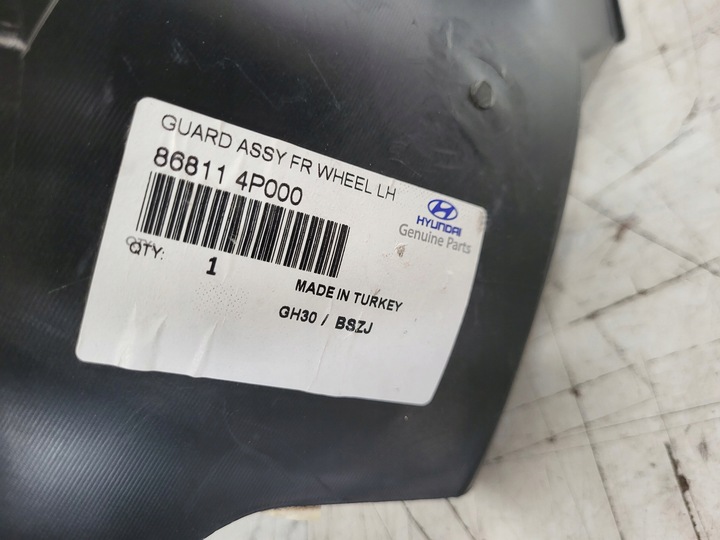 GUARD ASSY FR WHEEL LH
86811 4P000
HYUNDAI
Genuine Parts
QTY: 1
MADE IN TURKEY
GH30 / BSZJ